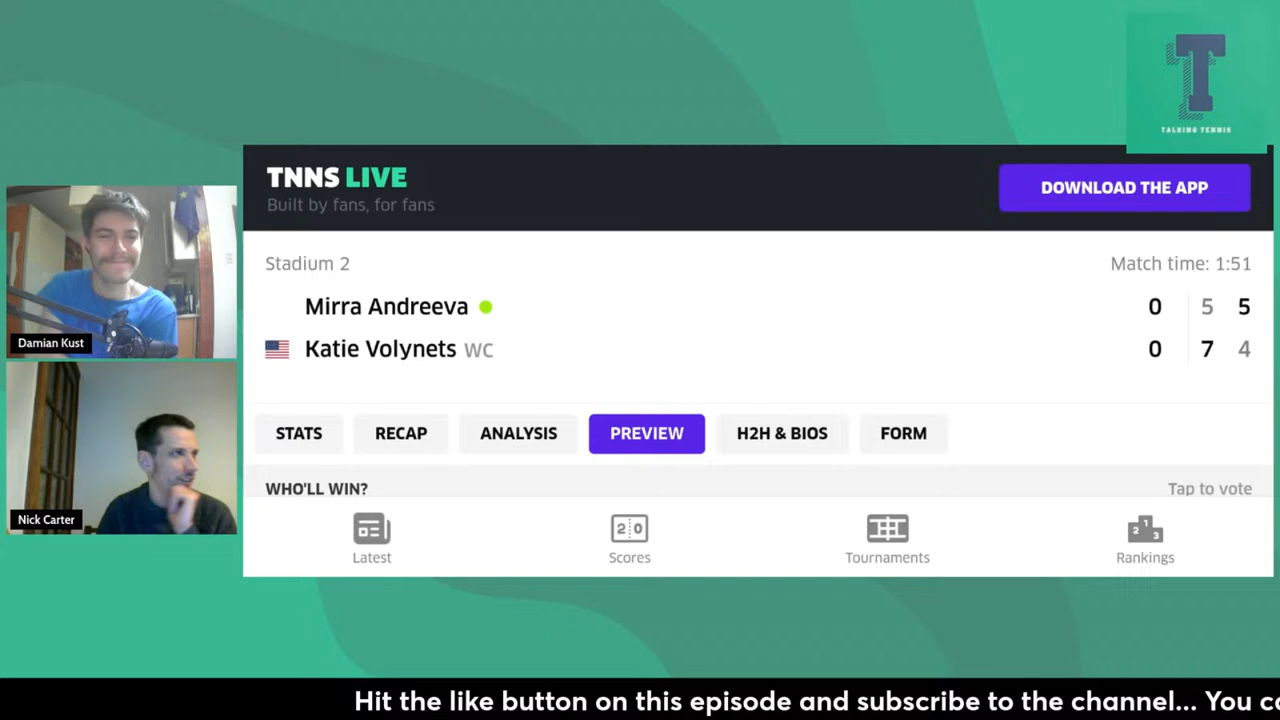 T
TALKING TENNIS
TNNS LIVE
Built by fans, for fans
DOWNLOAD THE APP
Stadium 2
Match time: 1:51
Mirra Andreeva 0 5 5
Katie Volynets WC 0 7 4
STATS RECAP ANALYSIS PREVIEW H2H & BIOS FORM
WHO'LL WIN? Tap to vote
2 0
1 2 3
Latest Scores Tournaments Rankings
Damian Kust
Nick Carter
Hit the like button on this episode and subscribe to the channel... You c